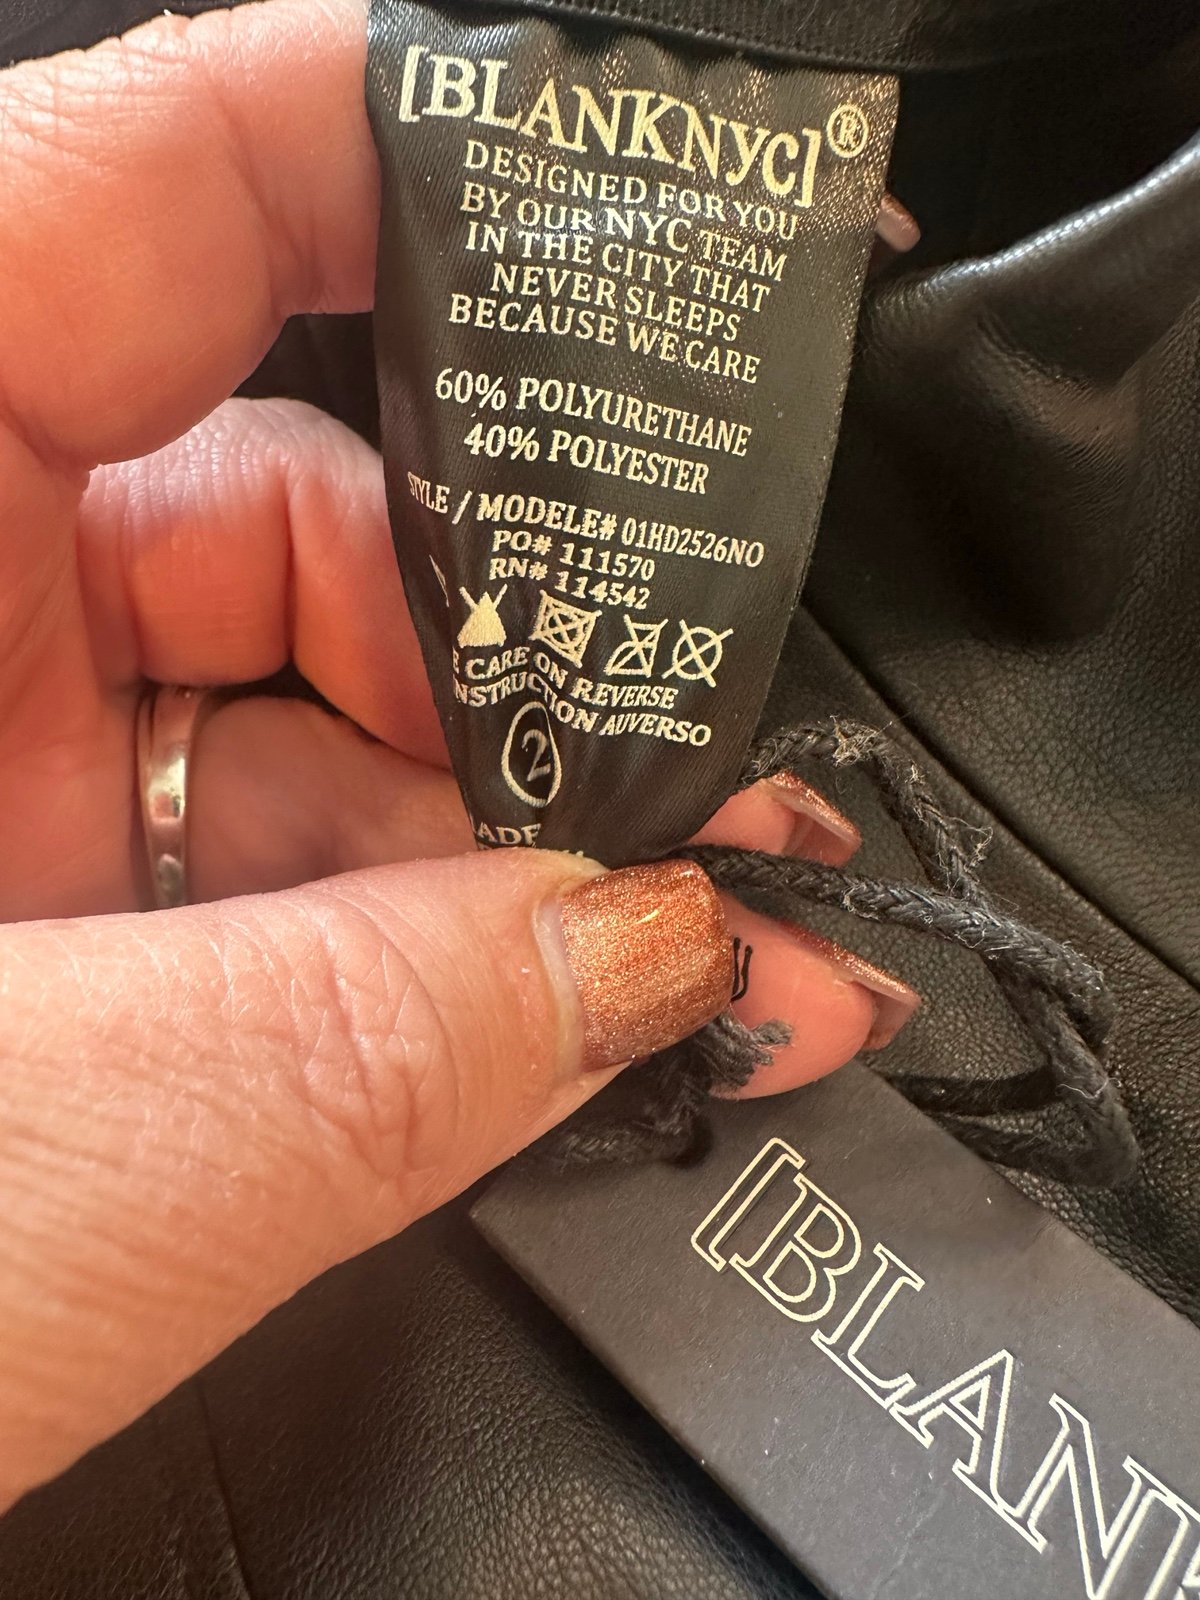 [BLANKNYC]®
DESIGNED FOR YOU
BY OUR NYC TEAM
IN THE CITY THAT
NEVER SLEEPS
BECAUSE WE CARE
60% POLYURETHANE
40% POLYESTER
STYLE / MODELE# 01HD2526NO
PO# 111570
RN# 114542
CARE ON REVERSE
INSTRUCTION AUVERSO
2
[BLAN